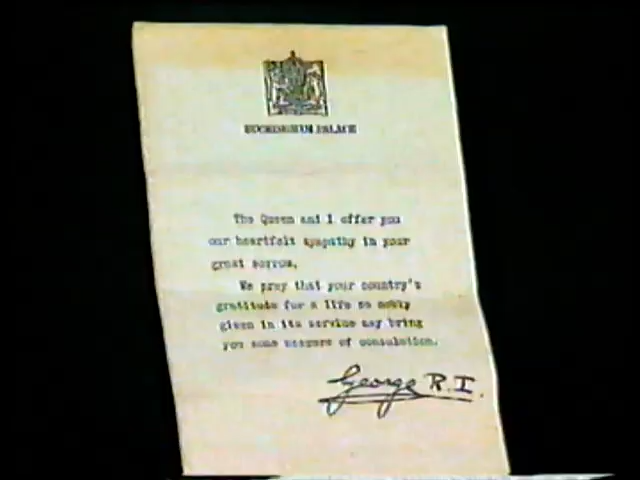 BUCKINGHAM PALACE
The Queen and I offer you
our heartfelt sympathy in your
great sorrow.
We pray that your country's
gratitude for a life so nobly
given in its service may bring
you some measure of consolation.
George R.I.